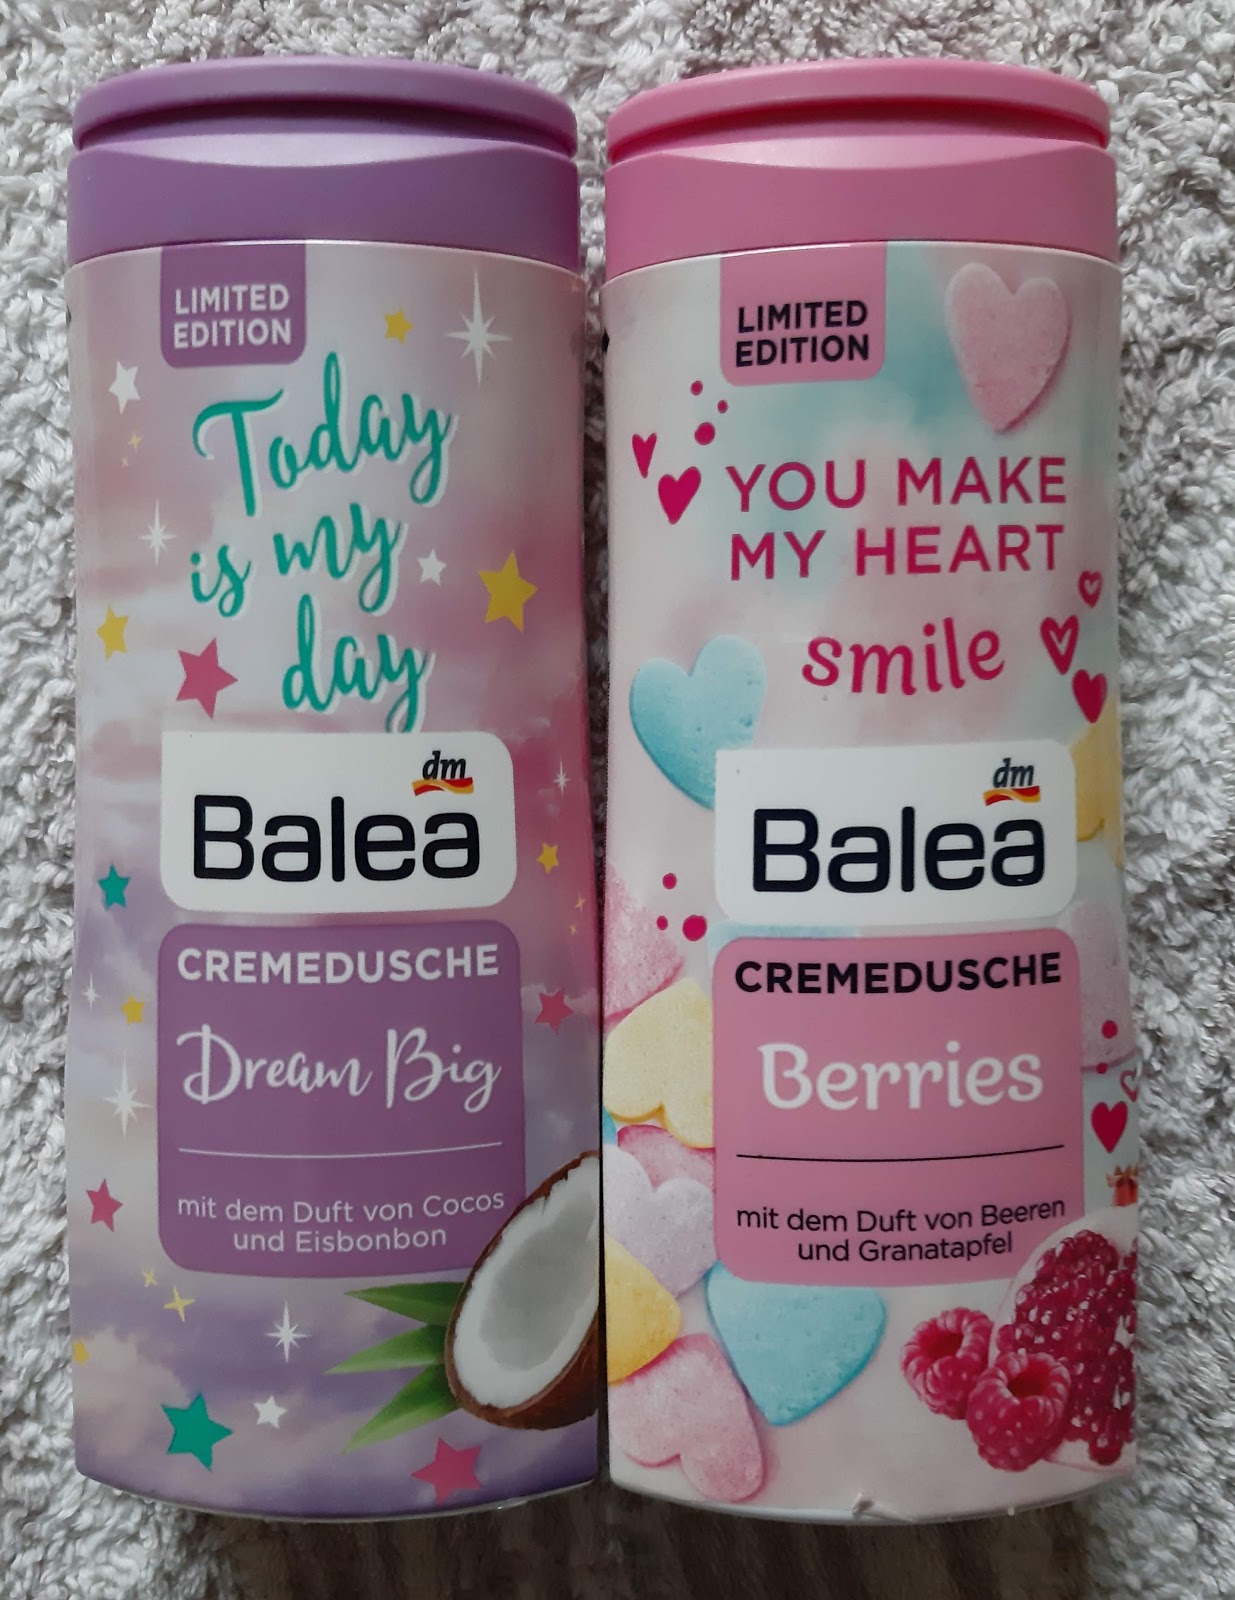 LIMITED
EDITION
Today
is my
day
dm
Balea
CREMEDUSCHE
Dream Big
mit dem Duft von Cocos
und Eisbonbon
LIMITED
EDITION
YOU MAKE
MY HEART
smile
dm
Balea
CREMEDUSCHE
Berries
mit dem Duft von Beeren
und Granatapfel